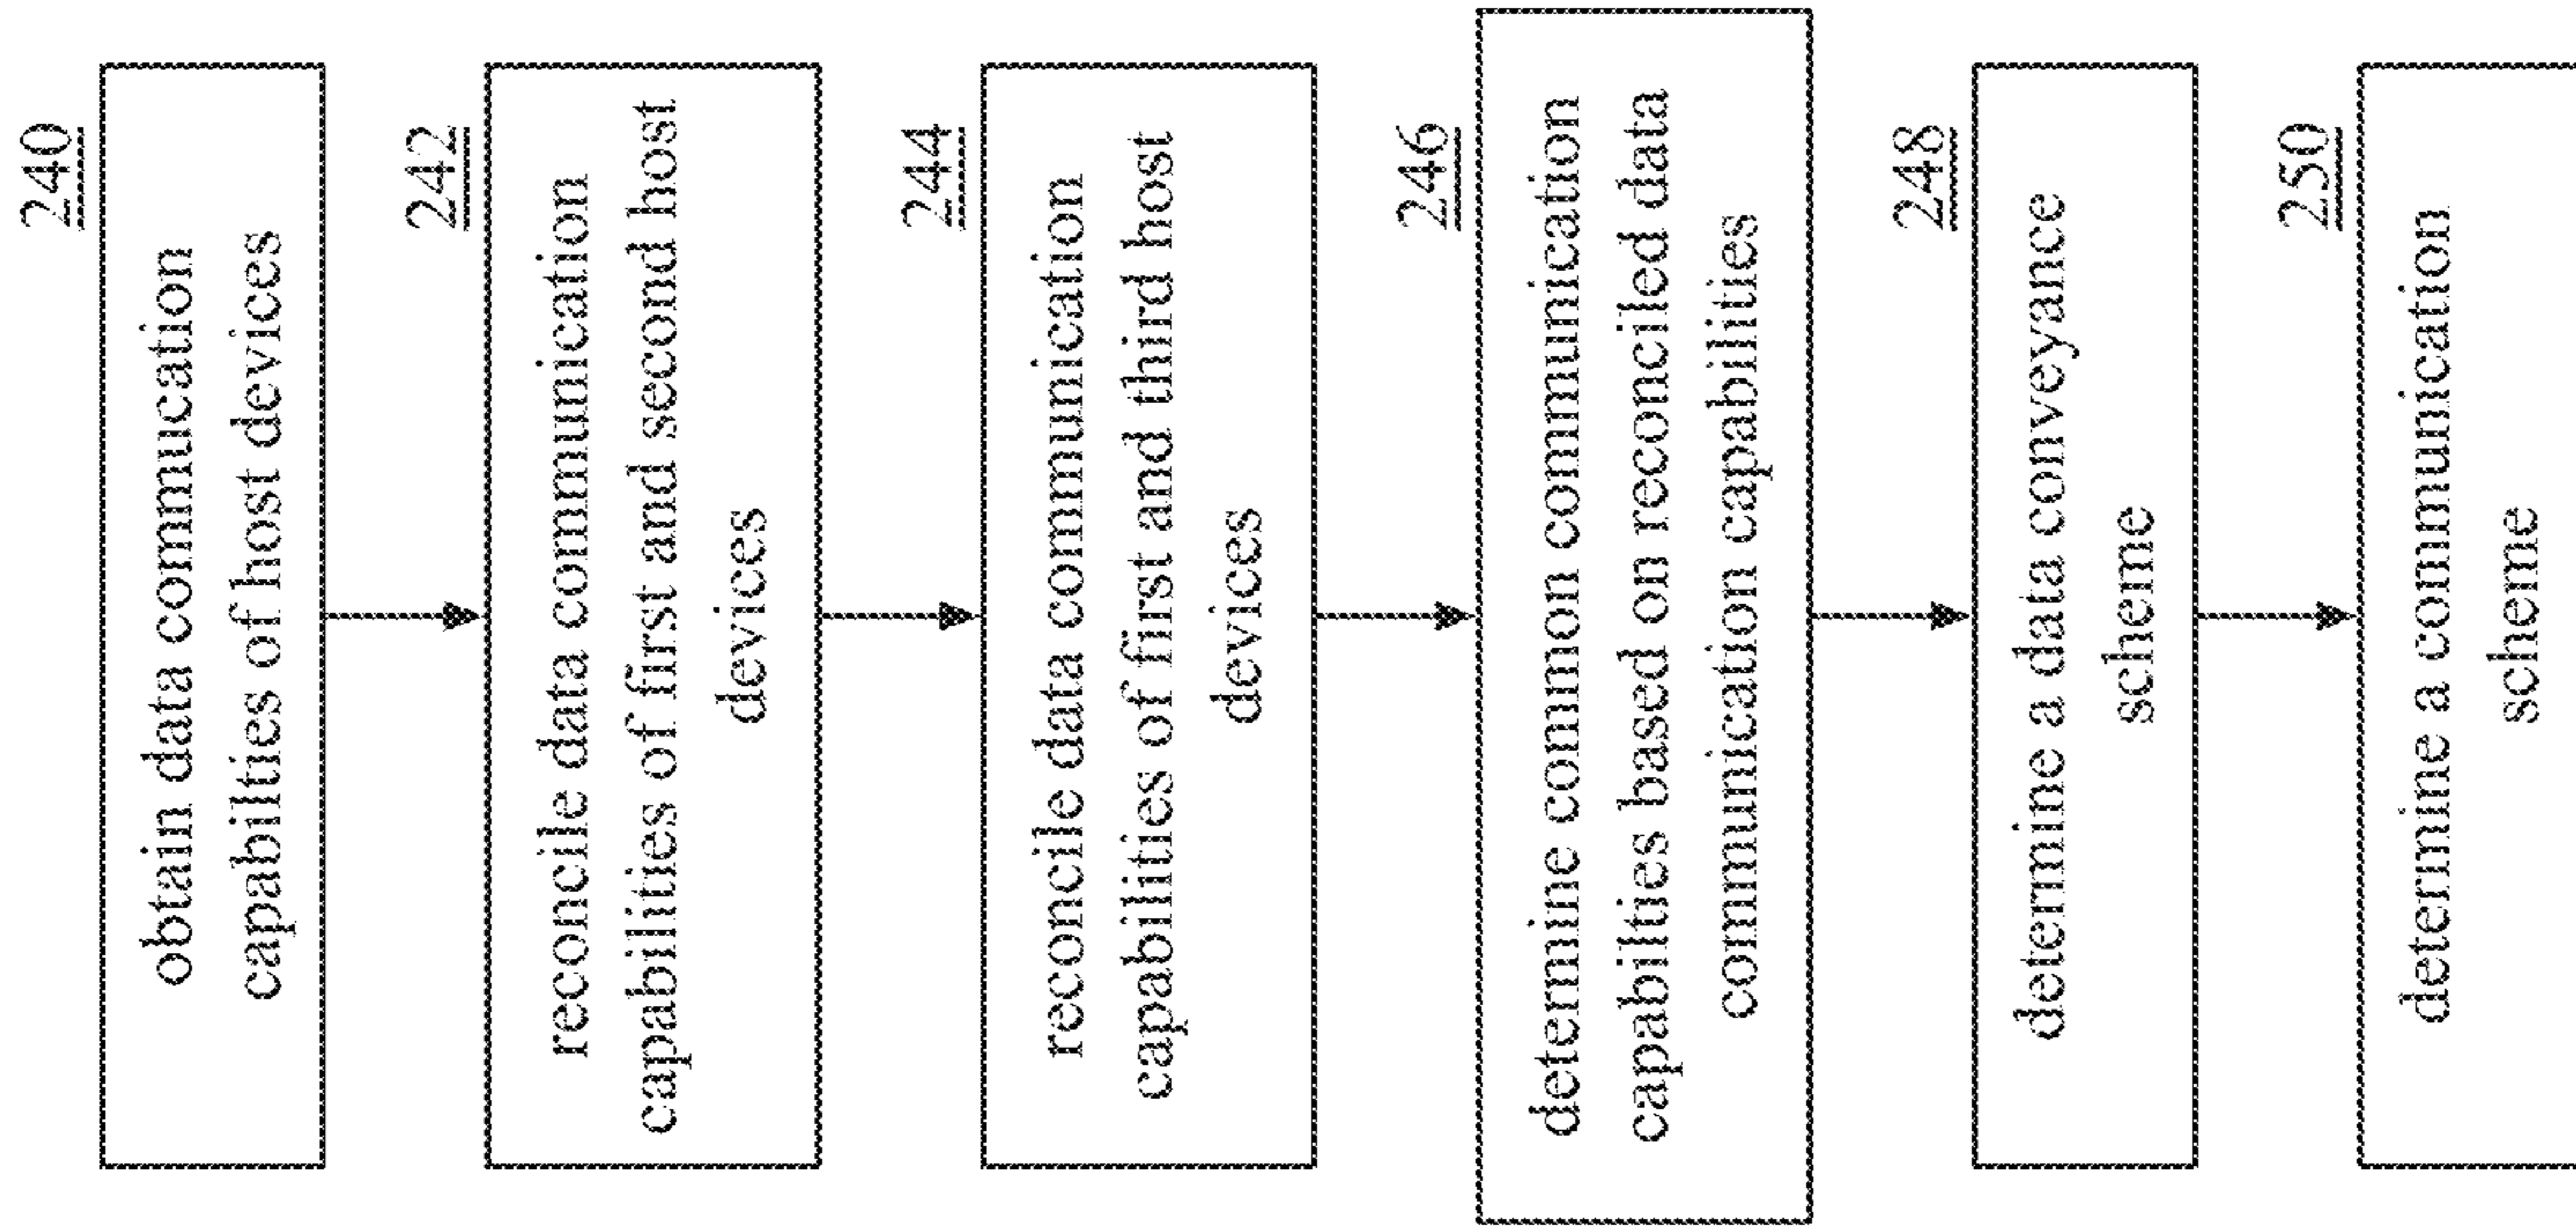 240
obtain data commucation
capabilties of host devices
242
reconcile data communication
capabilities of first and second host
devices
244
reconcile data communication
capabilities of first and third host
devices
246
determine common communication
capabilties based on reconciled data
communication capabilities
248
determine a data conveyance
scheme
250
determine a communication
scheme